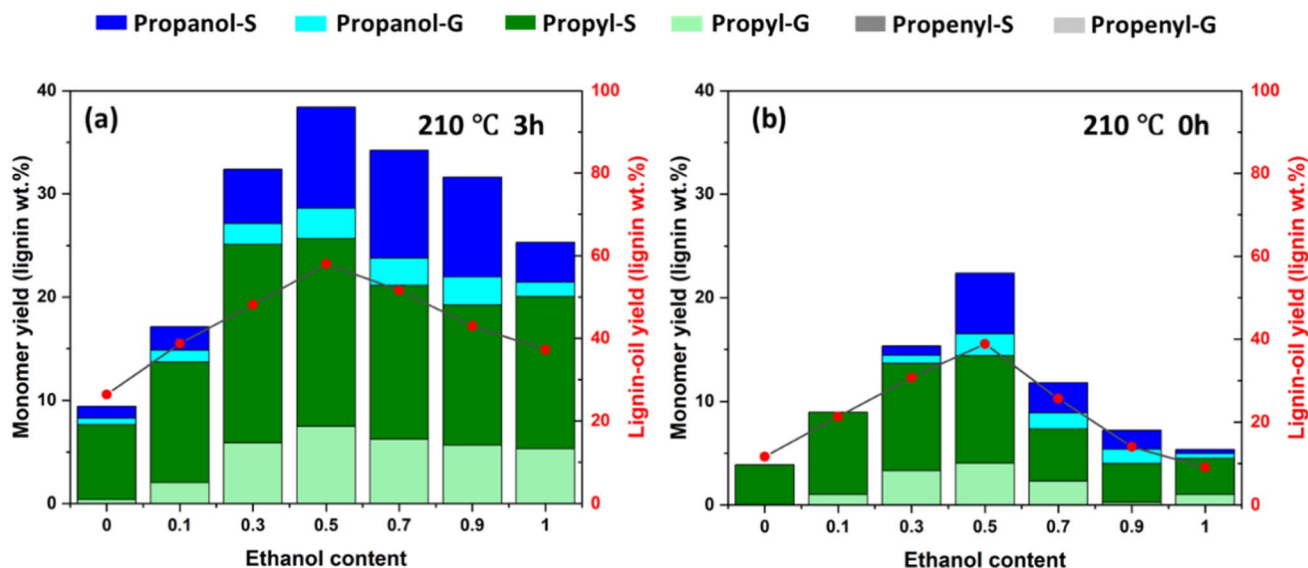 Propanol-S Propanol-G Propyl-S Propyl-G Propenyl-S Propenyl-G
(a) 210 ℃ 3h
Monomer yield (lignin wt.%)
40
30
20
10
0
Lignin-oil yield (lignin wt.%)
100
80
60
40
20
0
0 0.1 0.3 0.5 0.7 0.9 1
Ethanol content
(b) 210 ℃ 0h
Monomer yield (lignin wt.%)
40
30
20
10
0
Lignin-oil yield (lignin wt.%)
100
80
60
40
20
0
0 0.1 0.3 0.5 0.7 0.9 1
Ethanol content